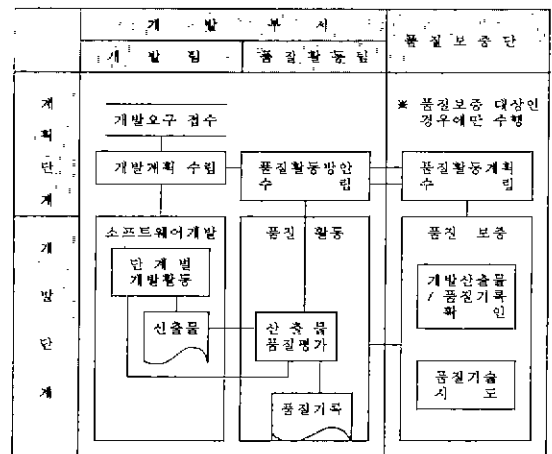 개 발 부 서
품 질 보 증 단
개 발 팀
품 질 활 동 팀
계 획 단 계
개발요구 접수
※ 품질보증 대상인
경우에만 수행
개발계획 수립
품질활동방안
수 립
품질활동계획
수 립
개 발 단 계
소프트웨어개발
단 계 별
개발활동
산출물
품질 활동
산 출 물
품질평가
품질기록
품질 보증
개발산출물
/ 품질기록
확 인
품질기술
지 도